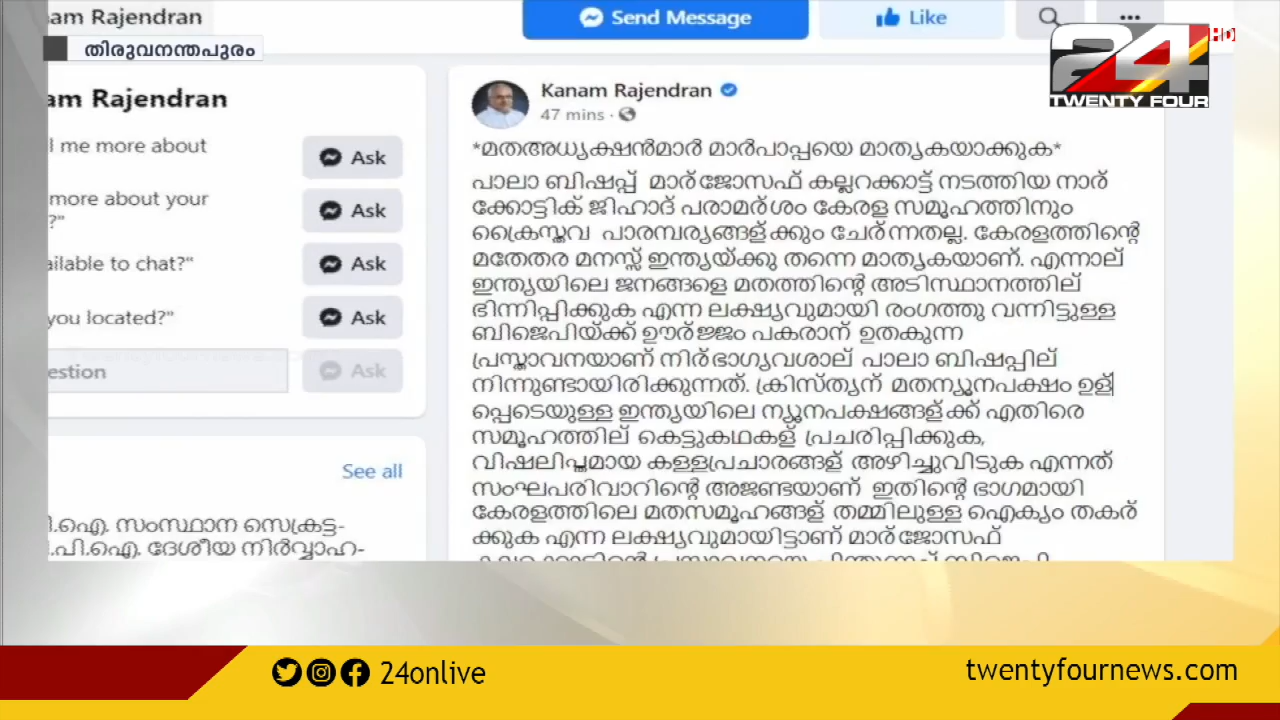 am Rajendran
Send Message
Like
തിരുവനന്തപുരം
24
HD
TWENTY FOUR
am Rajendran
l me more about
Ask
more about your
?"
Ask
ailable to chat?"
Ask
you located?"
Ask
estion
Ask
See all
.ഐ. സംസ്ഥാന സെക്രട്ട-
.പി.ഐ. ദേശീയ നിർവ്വാഹ-
Kanam Rajendran
47 mins ·
*മതഅധ്യക്ഷൻമാർ മാർപാപ്പയെ മാതൃകയാക്കുക*
പാലാ ബിഷപ്പ് മാര്‍ജോസഫ് കല്ലറക്കാട്ട് നടത്തിയ നാര്‍
ക്കോട്ടിക് ജിഹാദ് പരാമര്‍ശം കേരള സമൂഹത്തിനും
ക്രൈസ്തവ പാരമ്പര്യങ്ങള്‍ക്കും ചേര്‍ന്നതല്ല. കേരളത്തിന്റെ
മതേതര മനസ്സ് ഇന്ത്യയ്ക്കു തന്നെ മാതൃകയാണ്. എന്നാല്‍
ഇന്ത്യയിലെ ജനങ്ങളെ മതത്തിന്റെ അടിസ്ഥാനത്തില്‍
ഭിന്നിപ്പിക്കുക എന്ന ലക്ഷ്യവുമായി രംഗത്തു വന്നിട്ടുള്ള
ബിജെപിയ്ക്ക് ഊര്‍ജ്ജം പകരാന്‍ ഉതകുന്ന
പ്രസ്താവനയാണ് നിര്‍ഭാഗ്യവശാല്‍ പാലാ ബിഷപ്പില്‍
നിന്നുണ്ടായിരിക്കുന്നത്. ക്രിസ്ത്യന്‍ മതന്യൂനപക്ഷം ഉള്‍
പ്പെടെയുള്ള ഇന്ത്യയിലെ ന്യൂനപക്ഷങ്ങള്‍ക്ക് എതിരെ
സമൂഹത്തില്‍ കെട്ടുകഥകള്‍ പ്രചരിപ്പിക്കുക,
വിഷലിപ്തമായ കള്ളപ്രചാരങ്ങള്‍ അഴിച്ചുവിടുക എന്നത്
സംഘപരിവാറിന്റെ അജണ്ടയാണ് ഇതിന്റെ ഭാഗമായി
കേരളത്തിലെ മതസമൂഹങ്ങള്‍ തമ്മിലുള്ള ഐക്യം തകര്‍
ക്കുക എന്ന ലക്ഷ്യവുമായിട്ടാണ് മാര്‍ജോസഫ്
24onlive
twentyfournews.com